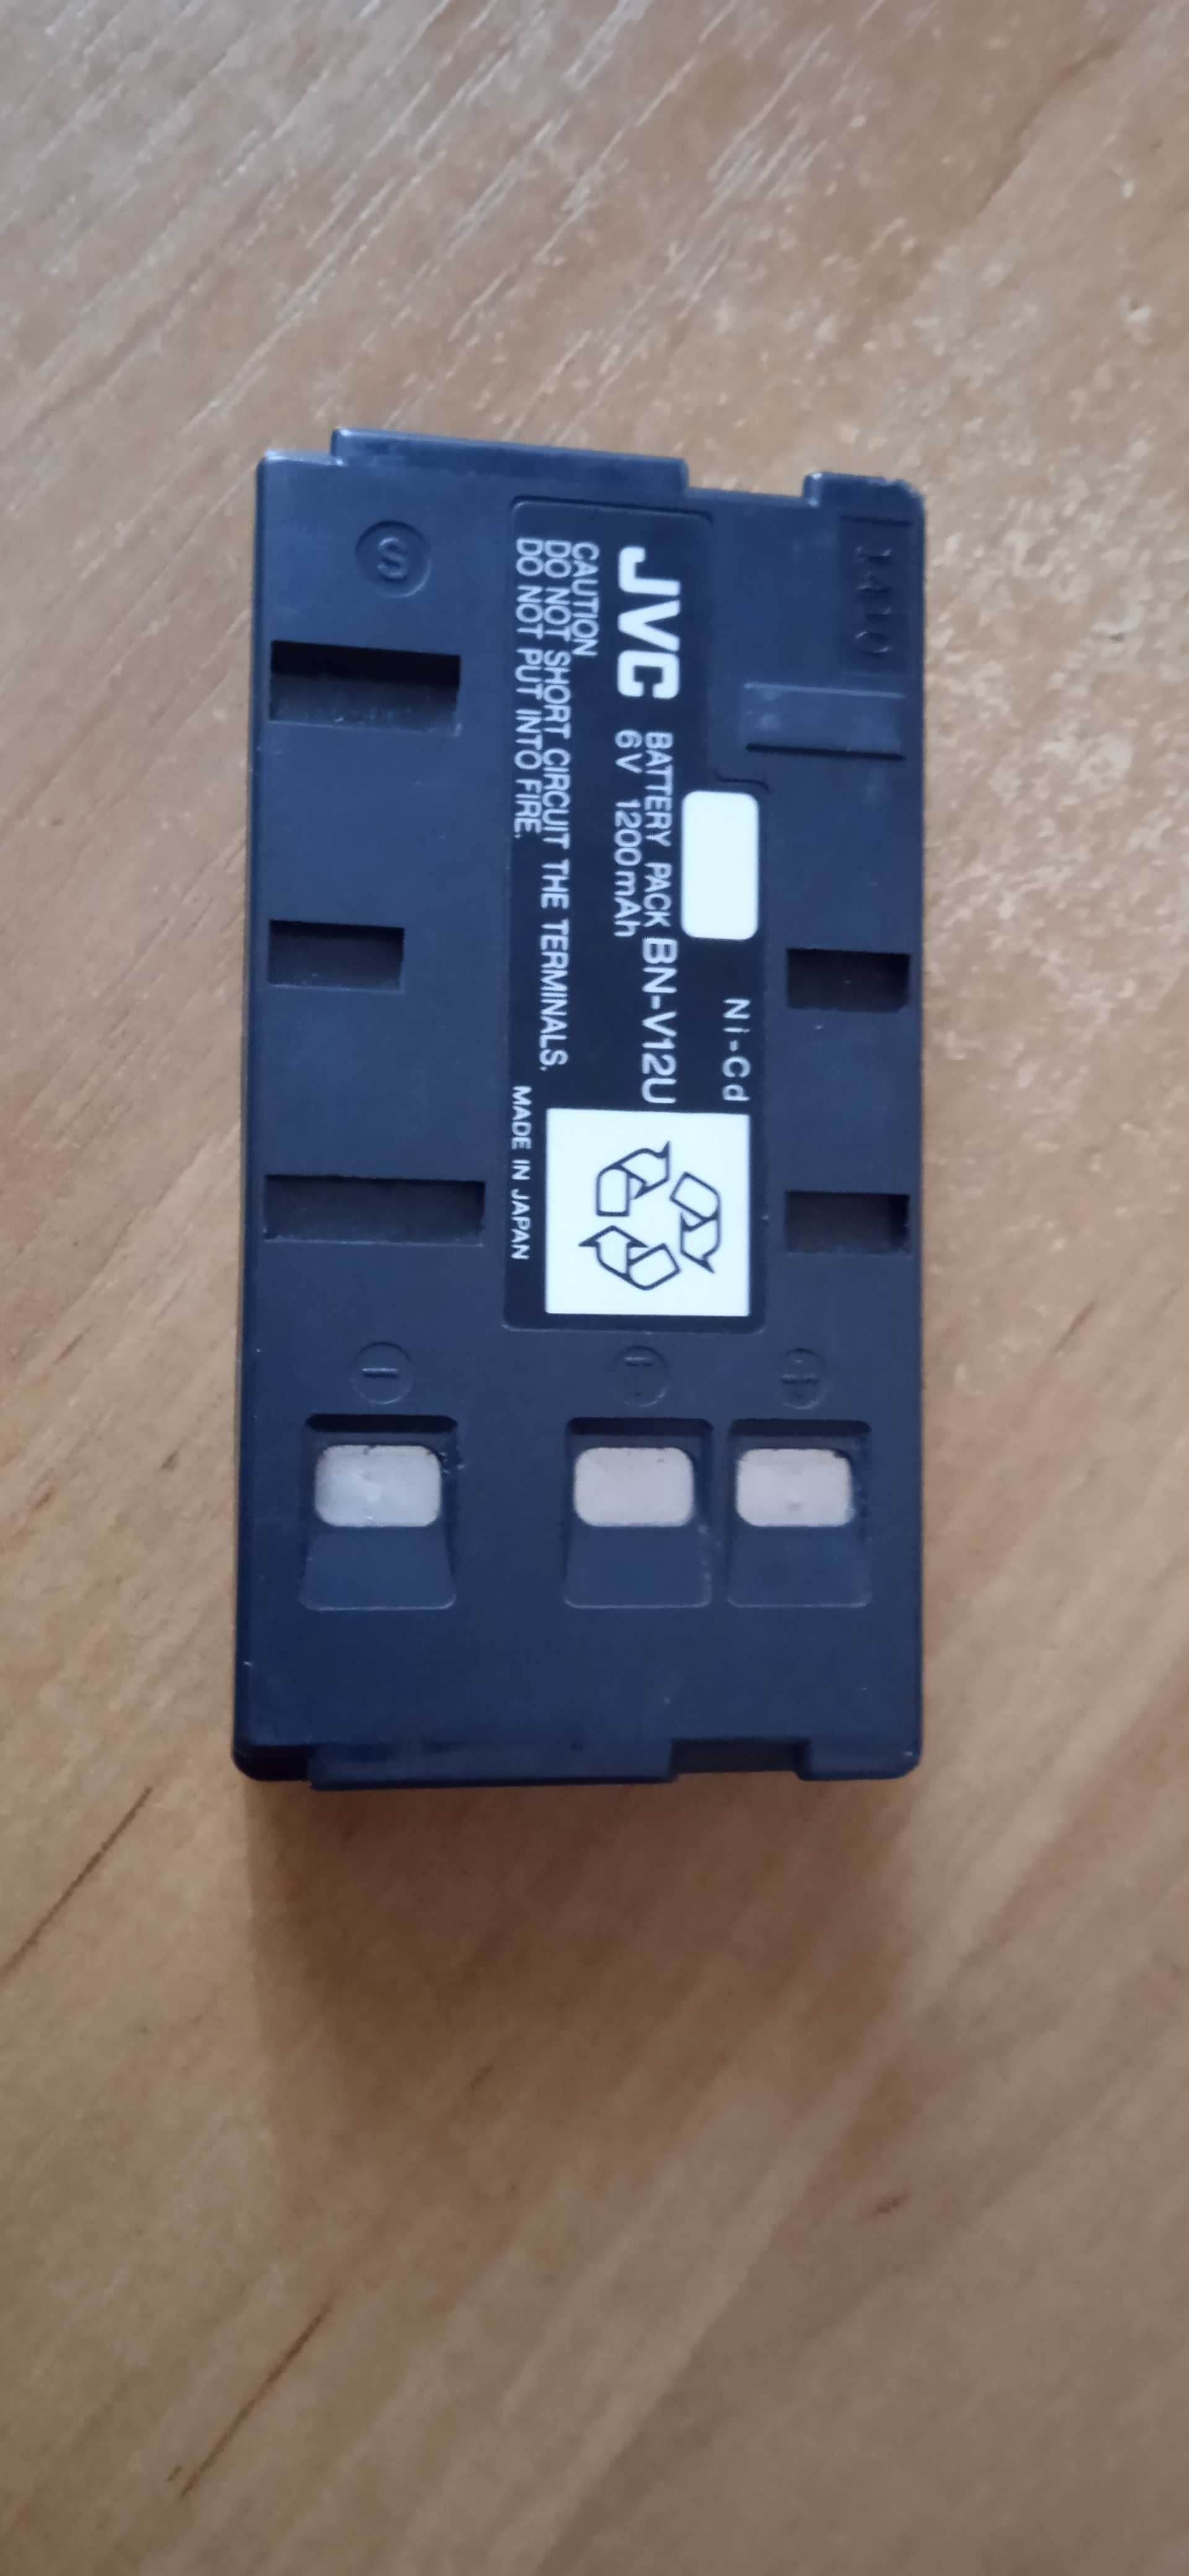 1410
Ni-Cd
JVC BATTERY PACK BN-V12U
6V 1200mAh
CAUTION
DO NOT SHORT CIRCUIT THE TERMINALS.
DO NOT PUT INTO FIRE.
MADE IN JAPAN
S
+
T
−